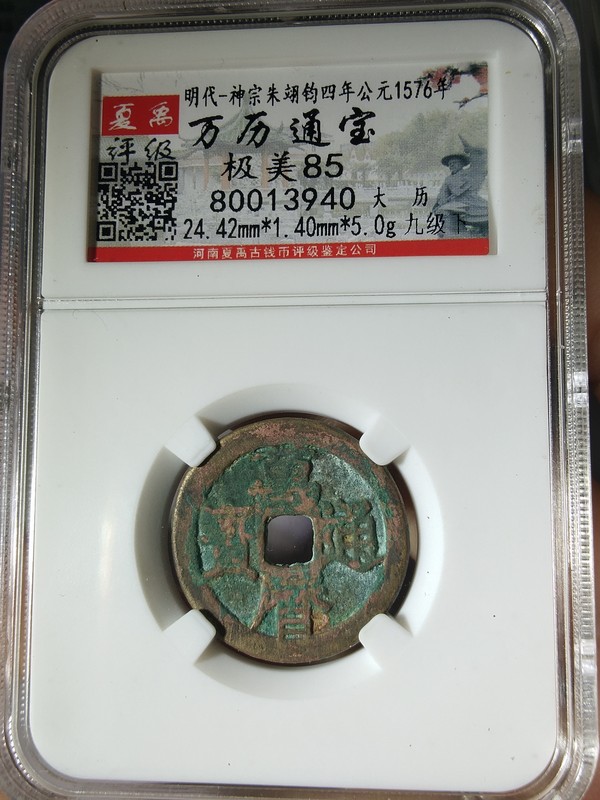 明代-神宗朱翊钧四年公元1576年
夏禹
评级
万历通宝
极美85
80013940 大 历
24.42mm*1.40mm*5.0g 九级下
河南夏禹古钱币评级鉴定公司
萬曆通寶